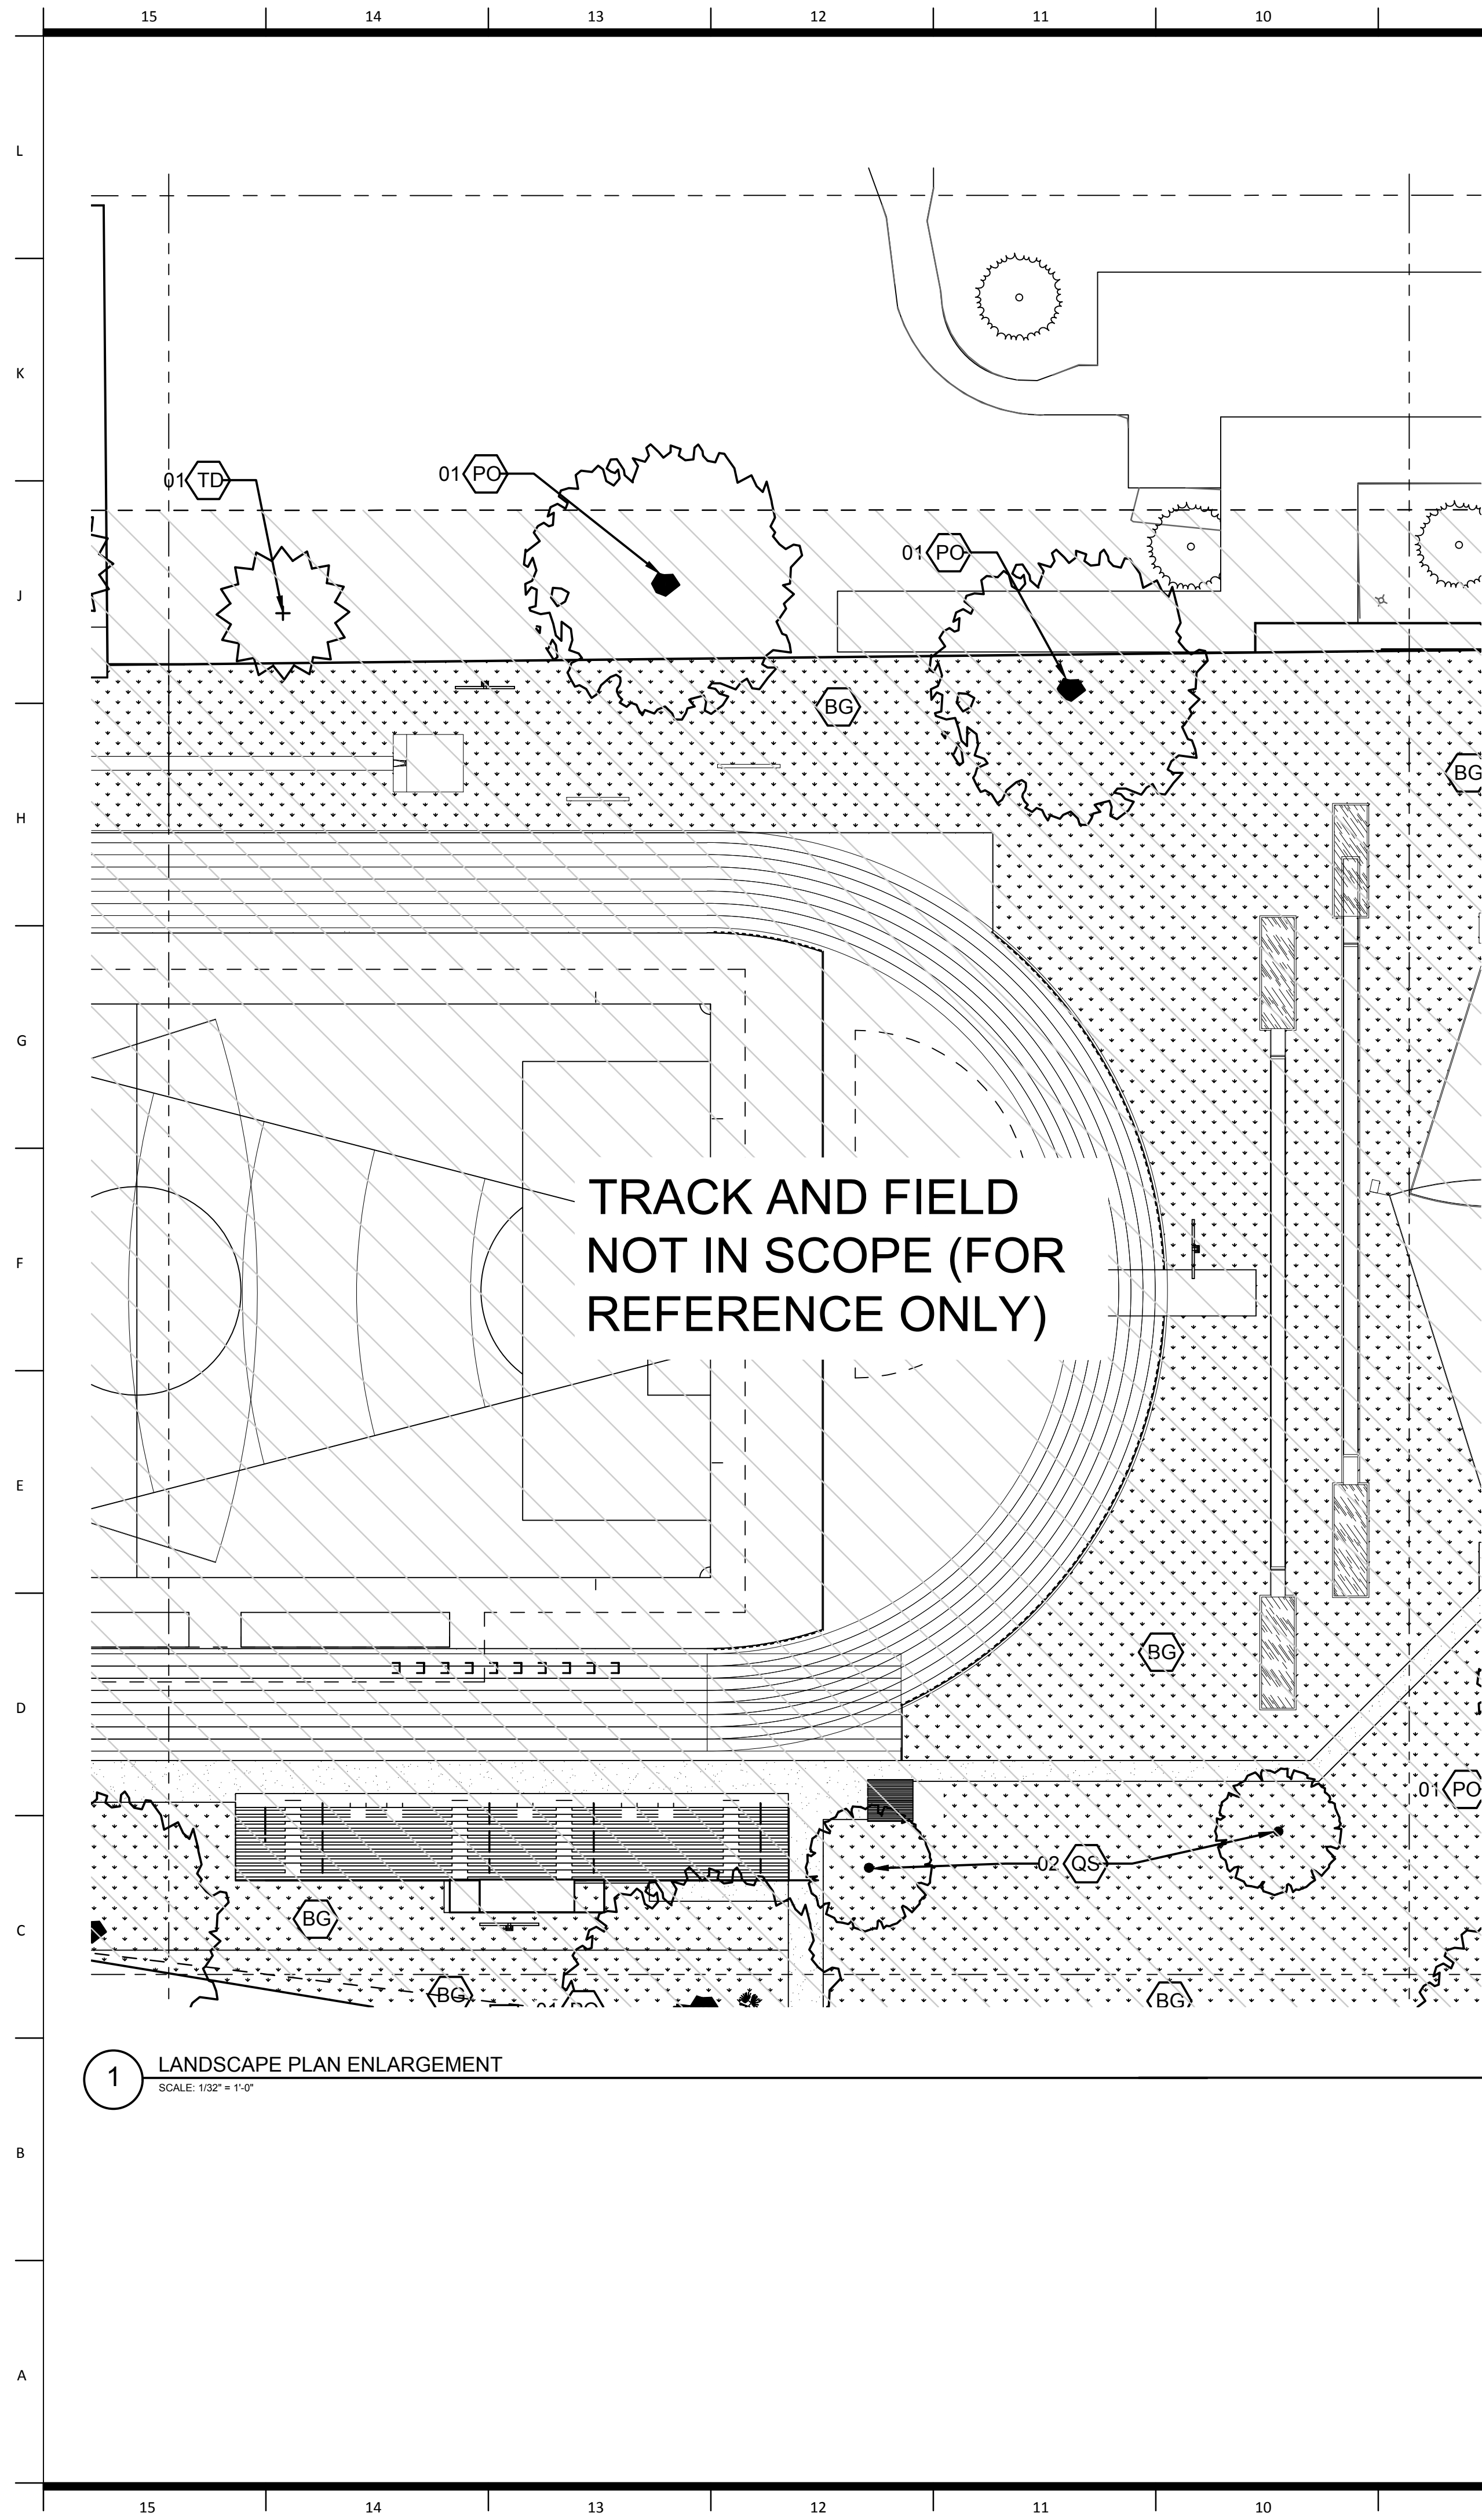 15 14 13 12 11 10
L
K
01 TD
01 PO
01 PO
J
BG
BG
H
G
TRACK AND FIELD
NOT IN SCOPE (FOR
REFERENCE ONLY)
F
E
BG
D
01 PO
02 QS
BG
C
BG
BG
1
LANDSCAPE PLAN ENLARGEMENT
SCALE: 1/32" = 1'-0"
B
A
15 14 13 12 11 10